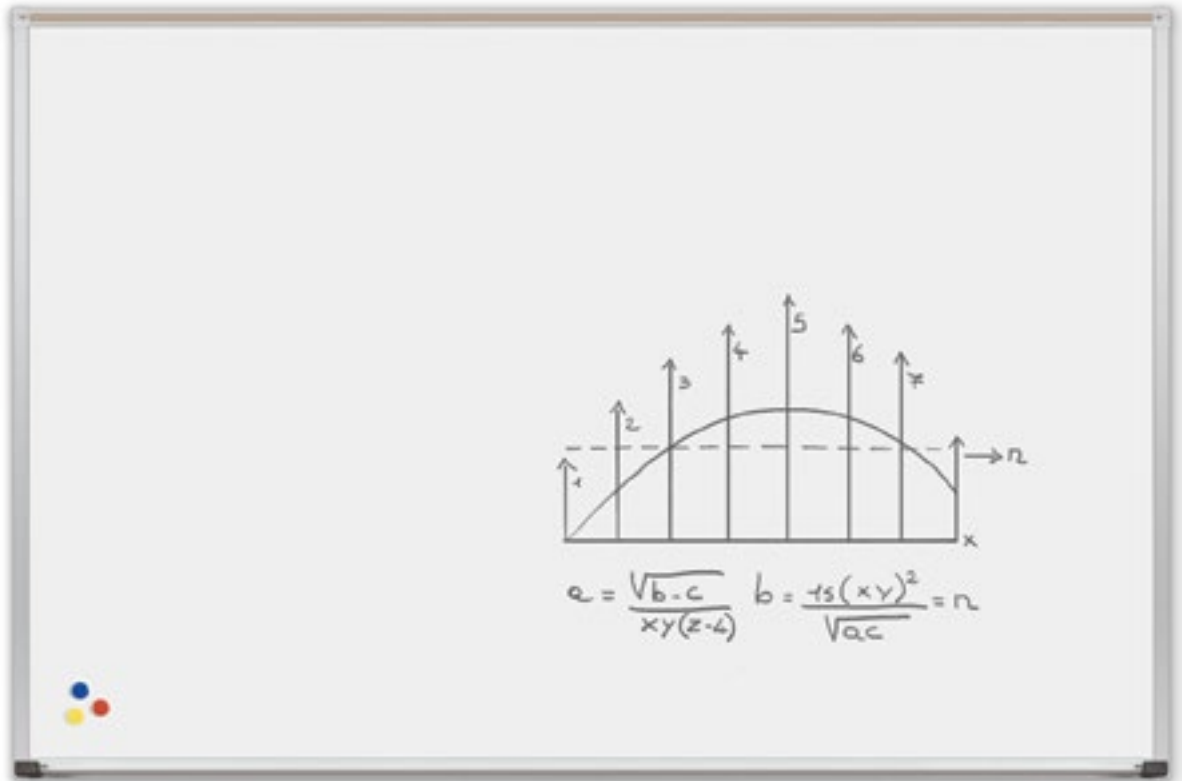 5
4
6
3
7
2
n
1
x
a = √b-c / xy(z-4) b = 15(xy)² / √ac = n